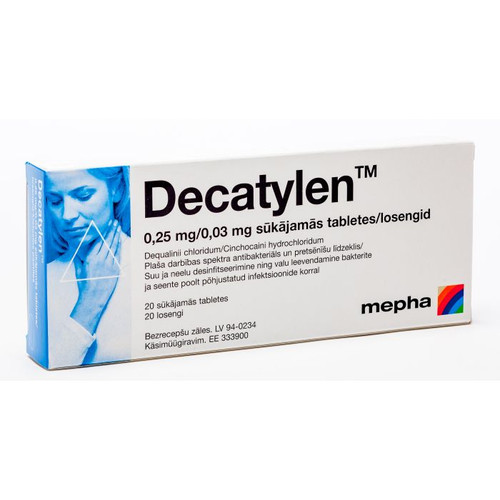 Decatylen™
0,25 mg/0,03 mg sūkājamās tabletes/losengid
Dequalinii chloridum/Cinchocaini hydrochloridum
Plaša darbības spektra antibakteriāls un pretsēnīšu līdzeklis/
Suu ja neelu desinfitseerimine ning valu leevendamine bakterite
ja seente poolt põhjustatud infektsioonide korral
20 sūkājamās tabletes
20 losengi
Bezrecepšu zāles. LV 94-0234
Käsimüügiravim. EE 333900
mepha
Decatylen